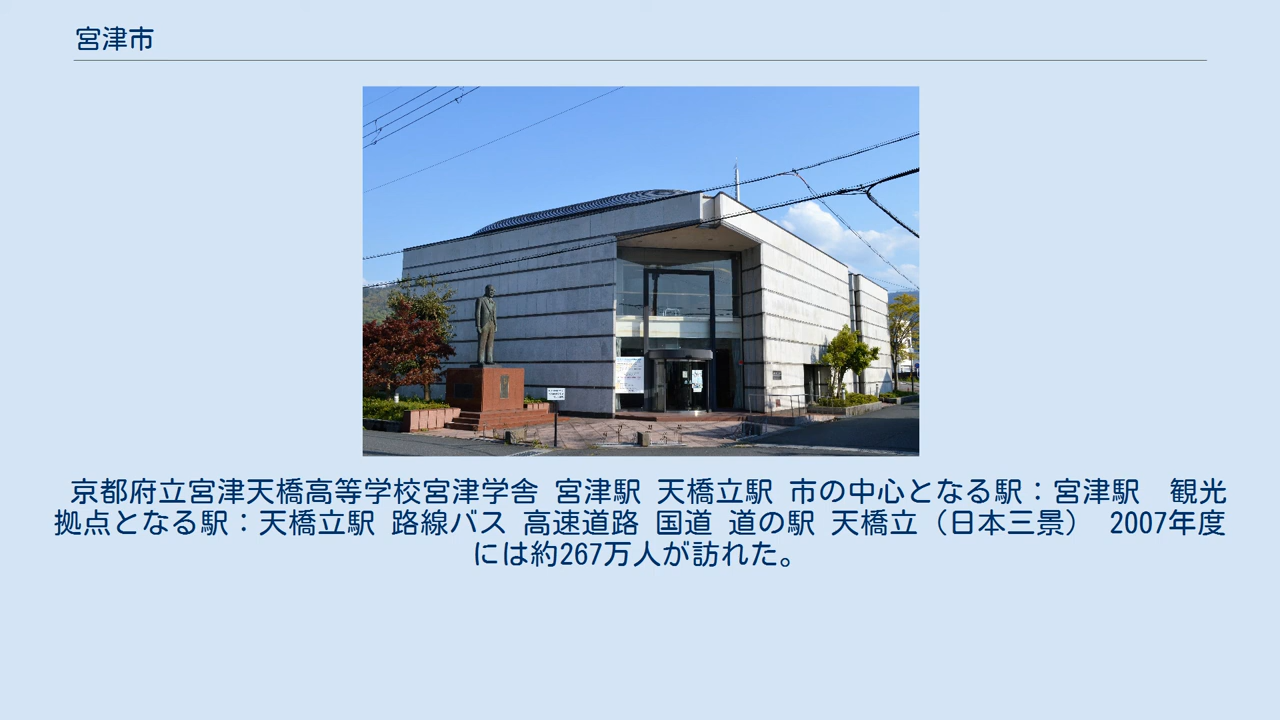 宮津市
京都府立宮津天橋高等学校宮津学舎 宮津駅 天橋立駅 市の中心となる駅：宮津駅　観光
拠点となる駅：天橋立駅 路線バス 高速道路 国道 道の駅 天橋立（日本三景） 2007年度
には約267万人が訪れた。